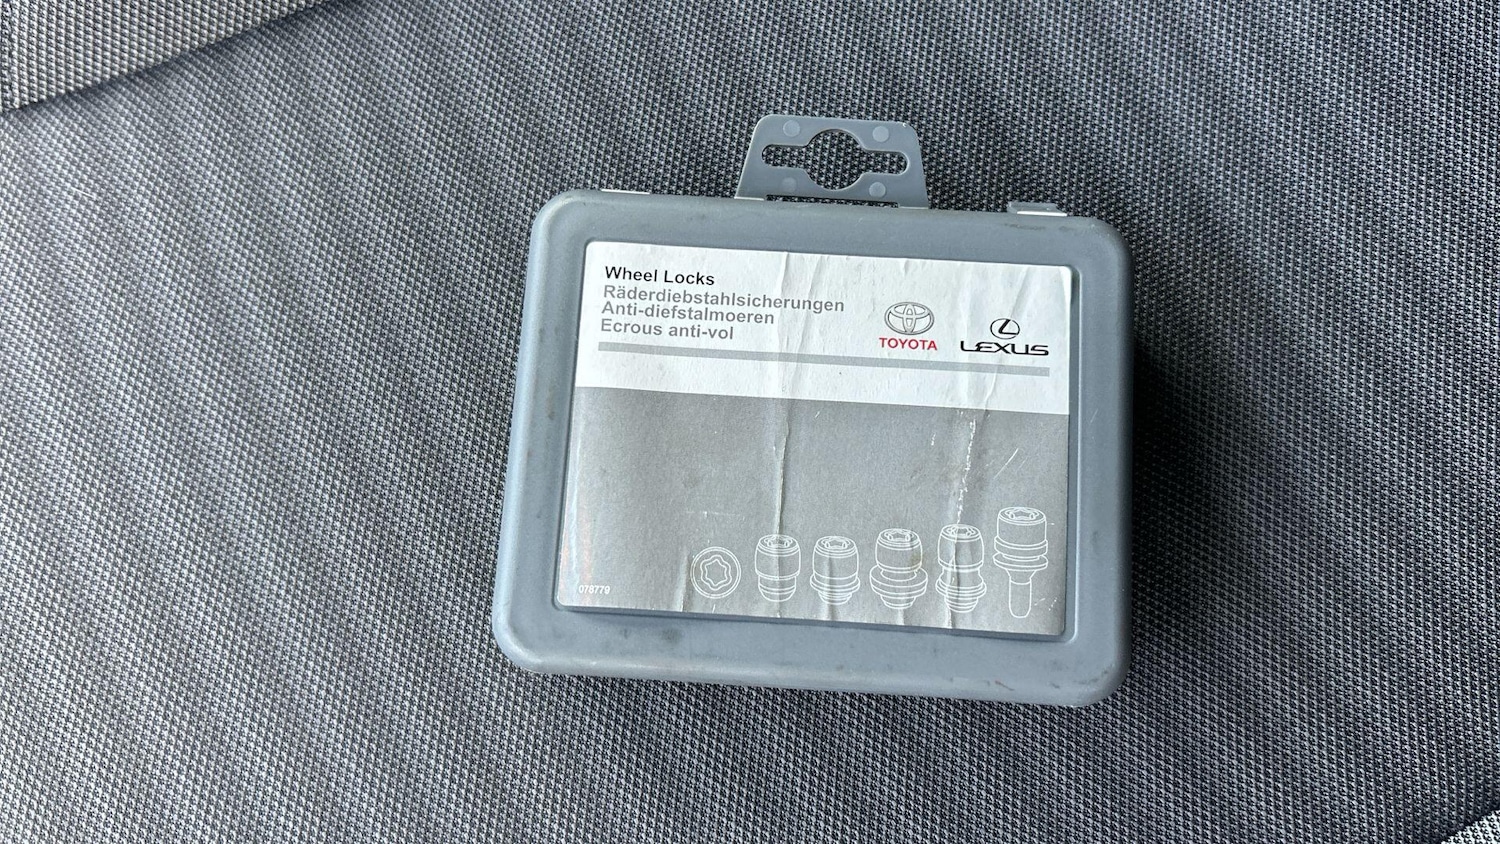 Wheel Locks
Räderdiebstahlsicherungen
Anti-diefstalmoeren
Ecrous anti-vol
TOYOTA
LEXUS
078779